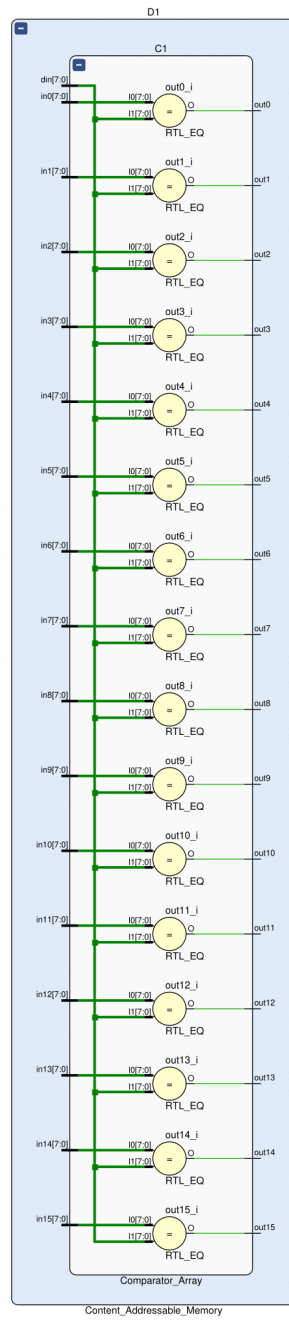 D1
C1
din[7:0]
in0[7:0] I0[7:0] out0_i O out0
I1[7:0] =
RTL_EQ
in1[7:0] I0[7:0] out1_i O out1
I1[7:0] =
RTL_EQ
in2[7:0] I0[7:0] out2_i O out2
I1[7:0] =
RTL_EQ
in3[7:0] I0[7:0] out3_i O out3
I1[7:0] =
RTL_EQ
in4[7:0] I0[7:0] out4_i O out4
I1[7:0] =
RTL_EQ
in5[7:0] I0[7:0] out5_i O out5
I1[7:0] =
RTL_EQ
in6[7:0] I0[7:0] out6_i O out6
I1[7:0] =
RTL_EQ
in7[7:0] I0[7:0] out7_i O out7
I1[7:0] =
RTL_EQ
in8[7:0] I0[7:0] out8_i O out8
I1[7:0] =
RTL_EQ
in9[7:0] I0[7:0] out9_i O out9
I1[7:0] =
RTL_EQ
in10[7:0] I0[7:0] out10_i O out10
I1[7:0] =
RTL_EQ
in11[7:0] I0[7:0] out11_i O out11
I1[7:0] =
RTL_EQ
in12[7:0] I0[7:0] out12_i O out12
I1[7:0] =
RTL_EQ
in13[7:0] I0[7:0] out13_i O out13
I1[7:0] =
RTL_EQ
in14[7:0] I0[7:0] out14_i O out14
I1[7:0] =
RTL_EQ
in15[7:0] I0[7:0] out15_i O out15
I1[7:0] =
RTL_EQ
Comparator_Array
Content_Addressable_Memory